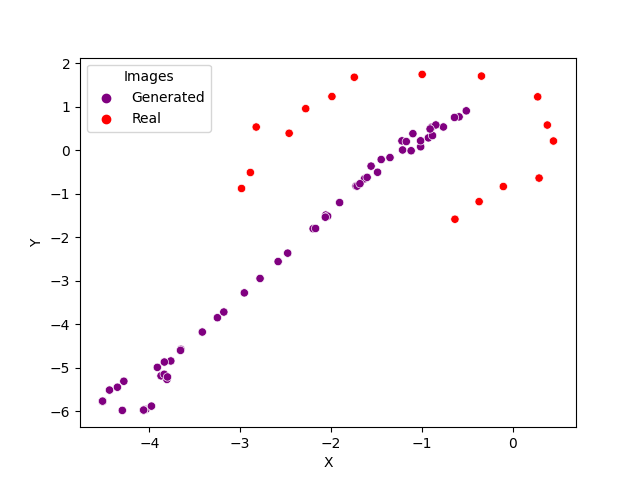 Images
Generated
Real
2
1
0
−1
−2
−3
−4
−5
−6
Y
−4 −3 −2 −1 0
X